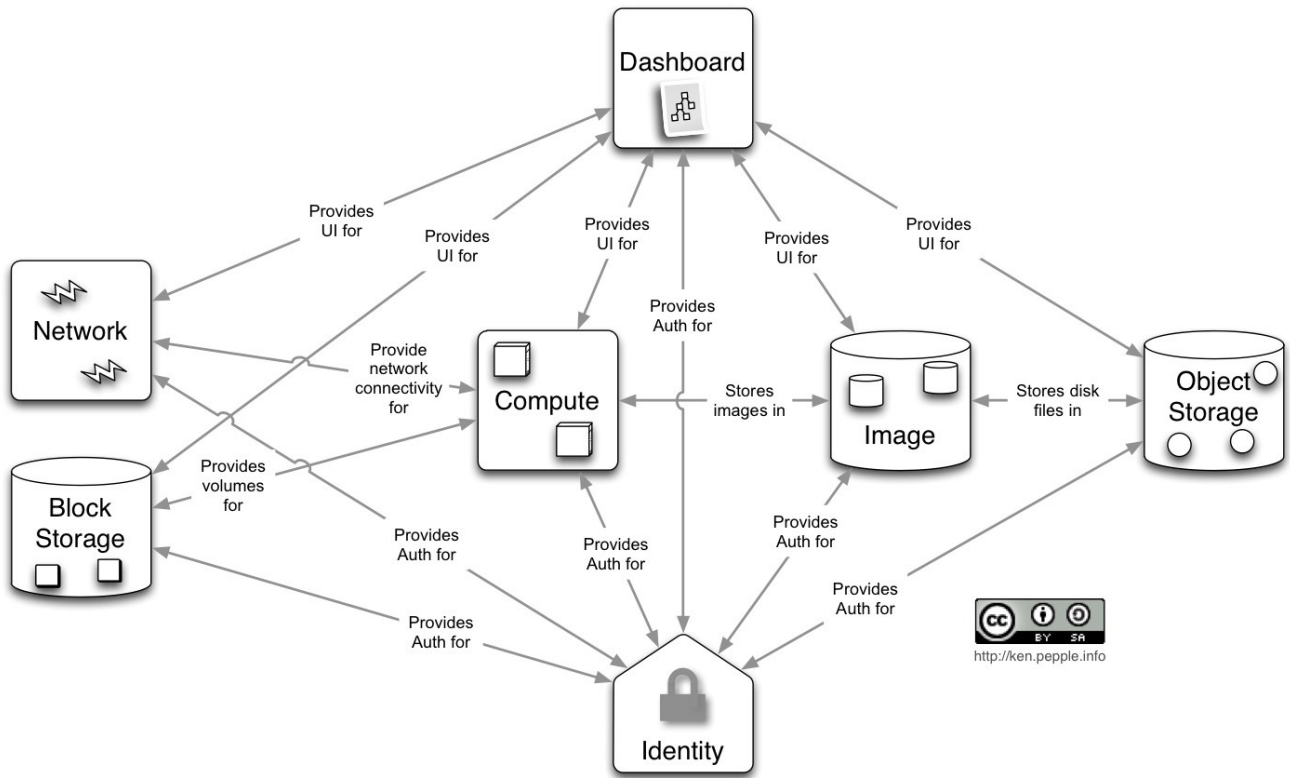 Dashboard
Provides
UI for
Provides
UI for
Provides
UI for
Provides
UI for
Provides
UI for
Network
Provides
Auth for
Provide
network
connectivity
for
Compute
Stores
images in
Image
Stores disk
files in
Object
Storage
Block
Storage
Provides
volumes
for
Provides
Auth for
Provides
Auth for
Provides
Auth for
Provides
Auth for
Provides
Auth for
Identity
cc
BY SA
http://ken.pepple.info